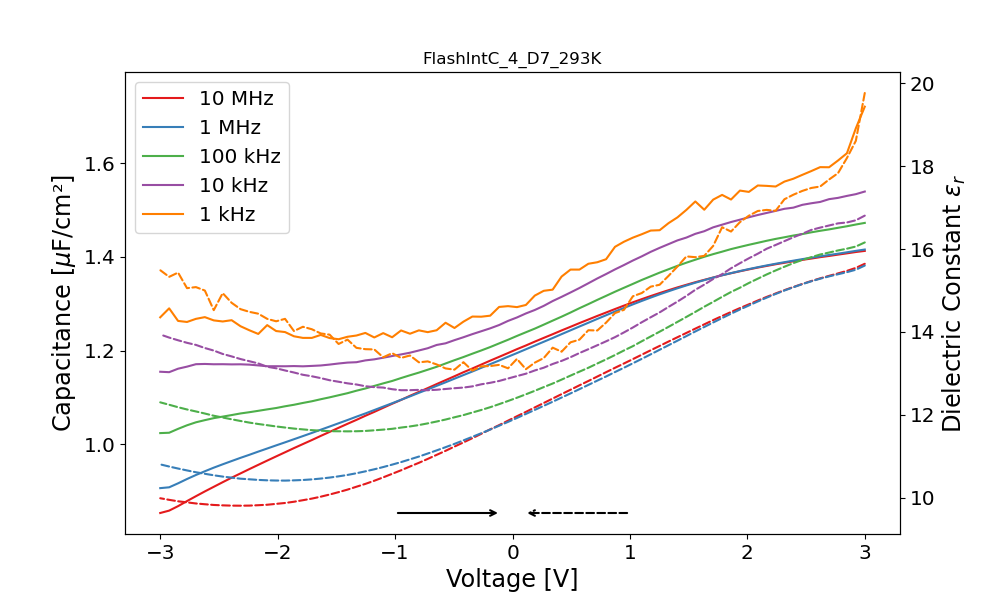 FlashIntC_4_D7_293K
10 MHz
1 MHz
100 kHz
10 kHz
1 kHz
Capacitance [μF/cm²]
1.6
1.4
1.2
1.0
20
18
16
14
12
10
Dielectric Constant εr
−3 −2 −1 0 1 2 3
Voltage [V]